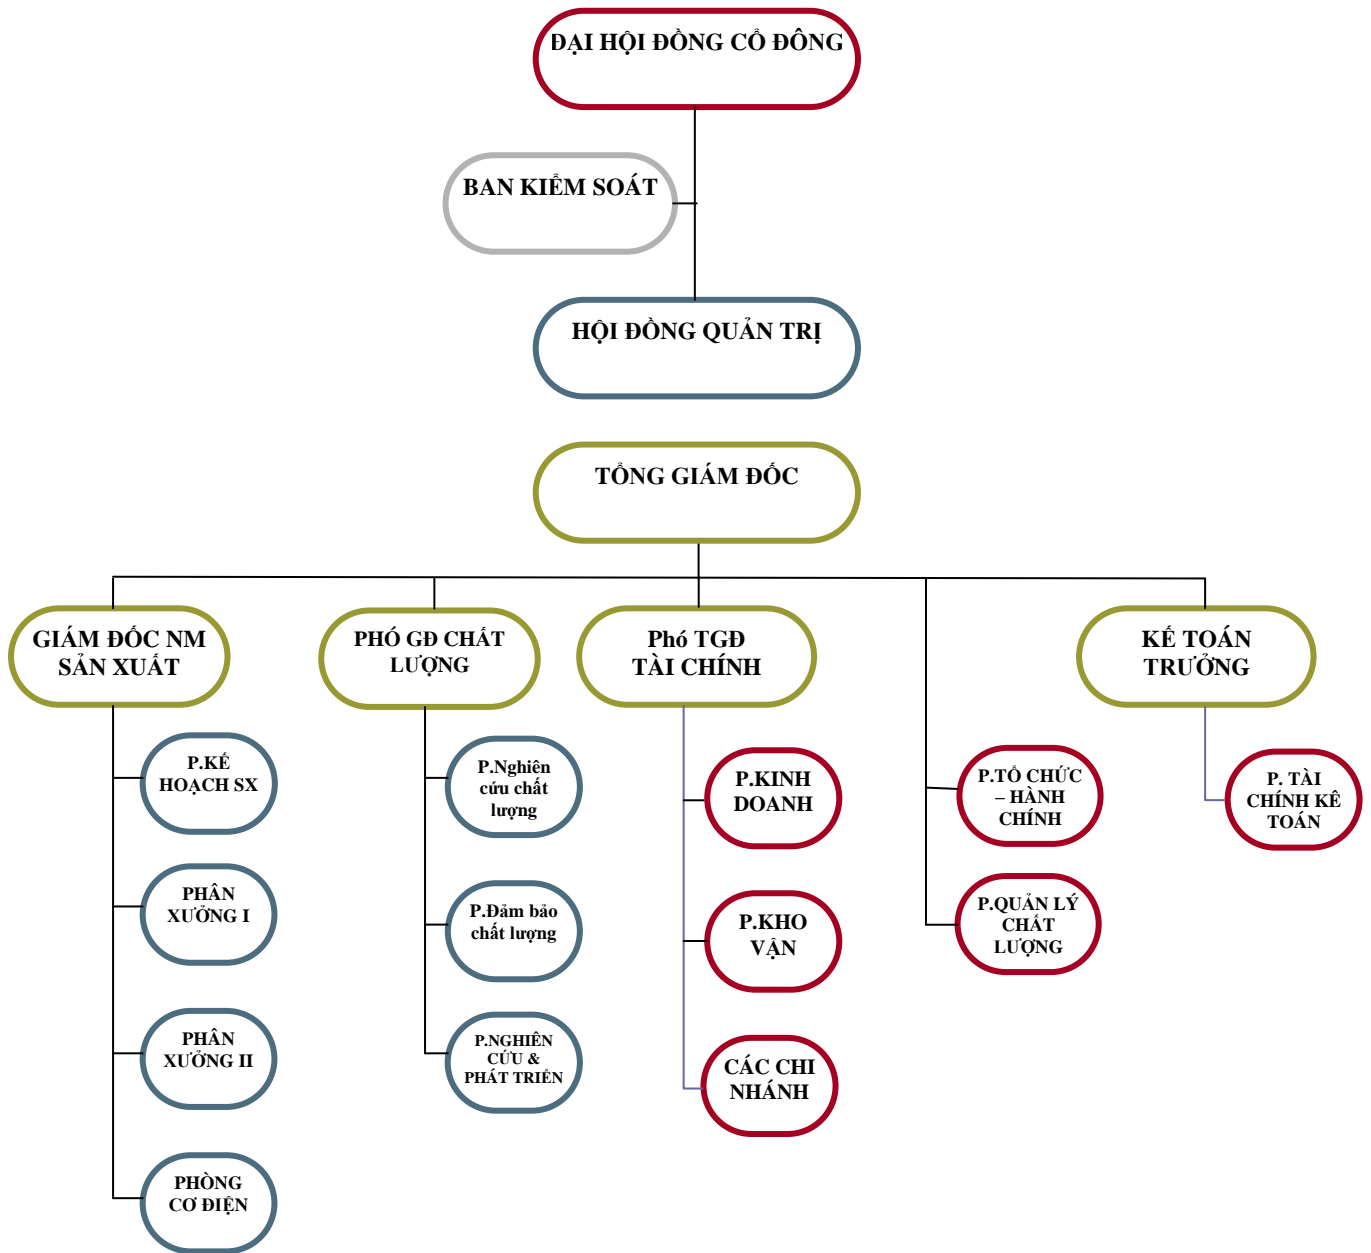 ĐẠI HỘI ĐỒNG CỔ ĐÔNG
BAN KIỂM SOÁT
HỘI ĐỒNG QUẢN TRỊ
TỔNG GIÁM ĐỐC
GIÁM ĐỐC NM
SẢN XUẤT
PHÓ GĐ CHẤT
LƯỢNG
Phó TGĐ
TÀI CHÍNH
KẾ TOÁN
TRƯỞNG
P.KẾ
HOẠCH SX
PHÂN
XƯỞNG I
PHÂN
XƯỞNG II
PHÒNG
CƠ ĐIỆN
P.Nghiên
cứu chất
lượng
P.Đảm bảo
chất lượng
P.NGHIÊN
CỨU &
PHÁT TRIỂN
P.KINH
DOANH
P.KHO
VẬN
CÁC CHI
NHÁNH
P.TỔ CHỨC
– HÀNH
CHÍNH
P.QUẢN LÝ
CHẤT
LƯỢNG
P. TÀI
CHÍNH KẾ
TOÁN